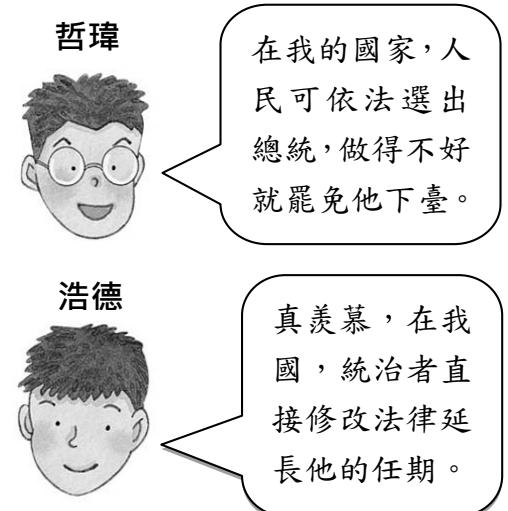 哲瑋
在我的國家，人
民可依法選出
總統，做得不好
就罷免他下臺。
浩德
真羨慕，在我
國，統治者直
接修改法律延
長他的任期。